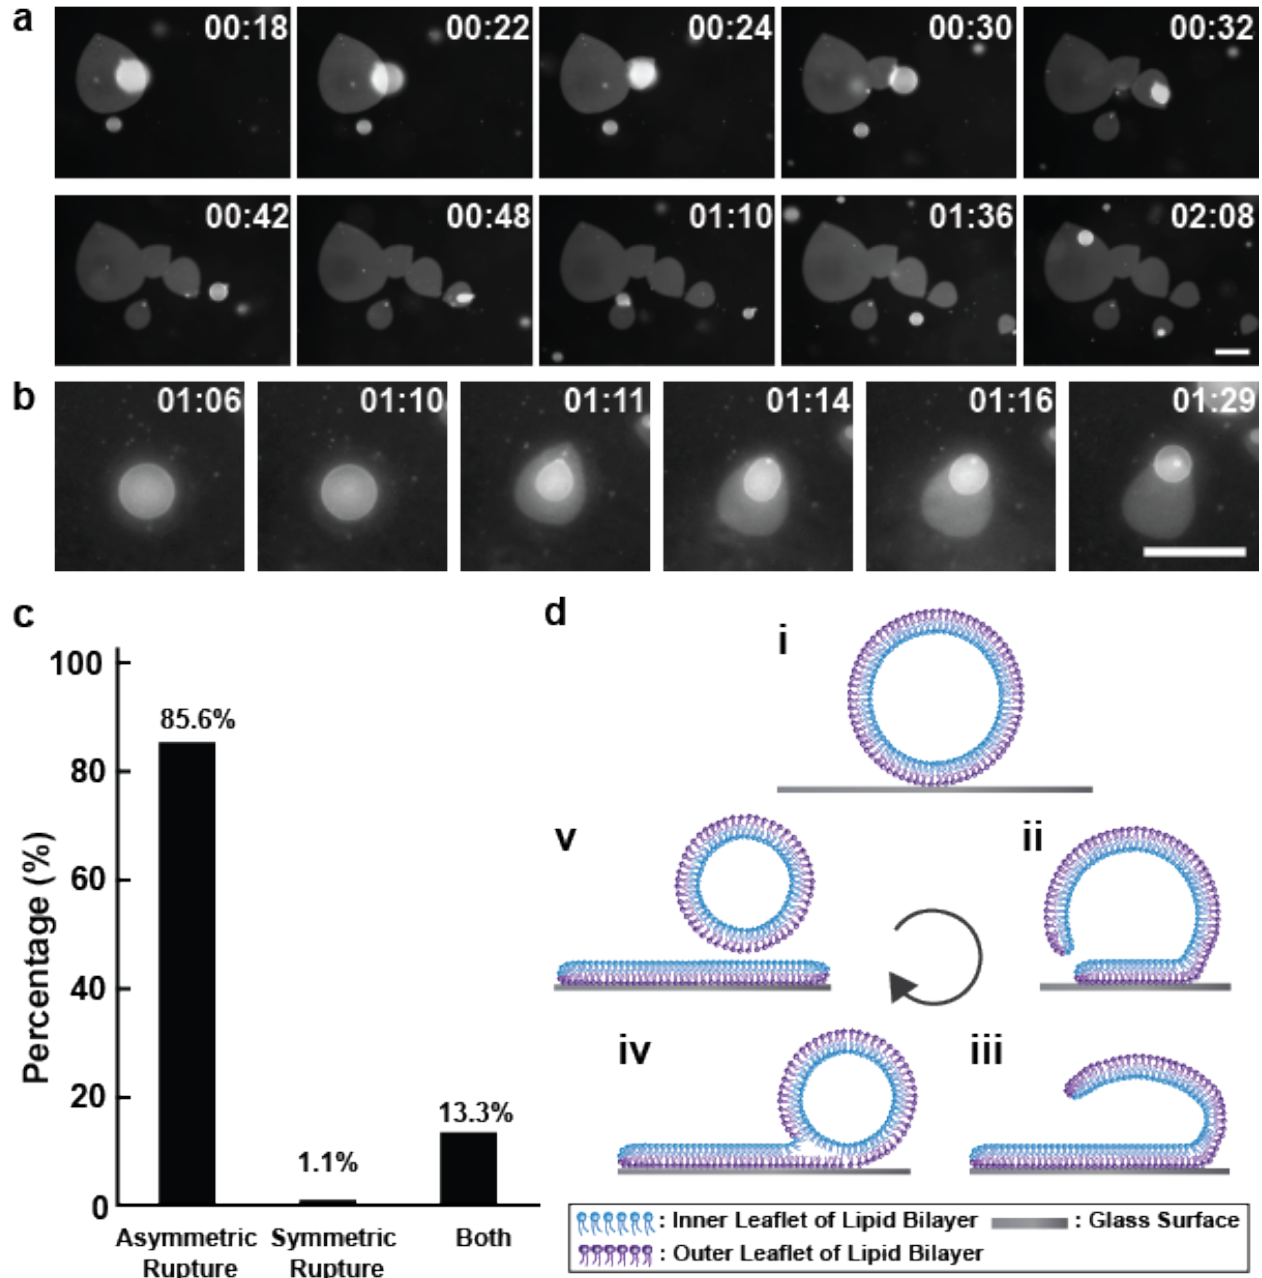 a
00:18
00:22
00:24
00:30
00:32
00:42
00:48
01:10
01:36
02:08
b
01:06
01:10
01:11
01:14
01:16
01:29
c
Percentage (%)
100
80
60
40
20
0
85.6%
1.1%
13.3%
Asymmetric Rupture
Symmetric Rupture
Both
d
i
v
ii
iv
iii
: Inner Leaflet of Lipid Bilayer
: Glass Surface
: Outer Leaflet of Lipid Bilayer